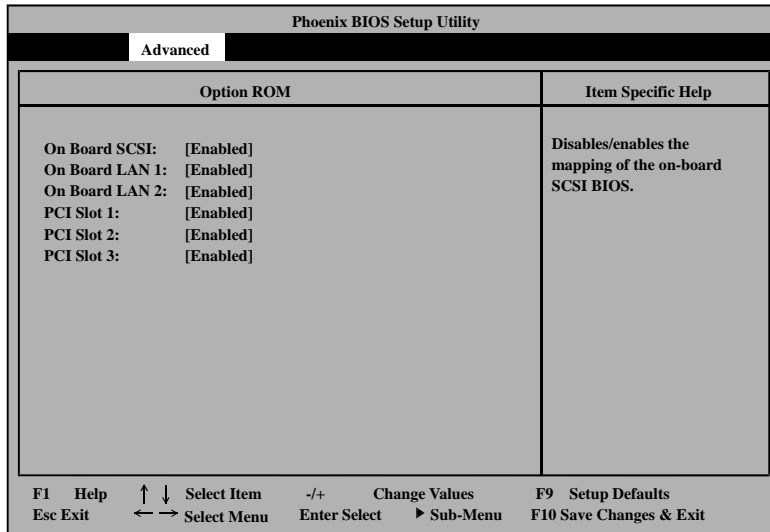 Phoenix BIOS Setup Utility
Advanced
Option ROM
Item Specific Help
On Board SCSI: [Enabled]
On Board LAN 1: [Enabled]
On Board LAN 2: [Enabled]
PCI Slot 1: [Enabled]
PCI Slot 2: [Enabled]
PCI Slot 3: [Enabled]
Disables/enables the
mapping of the on-board
SCSI BIOS.
F1 Help ↑ ↓ Select Item -/+ Change Values F9 Setup Defaults
Esc Exit ← → Select Menu Enter Select ▶ Sub-Menu F10 Save Changes & Exit